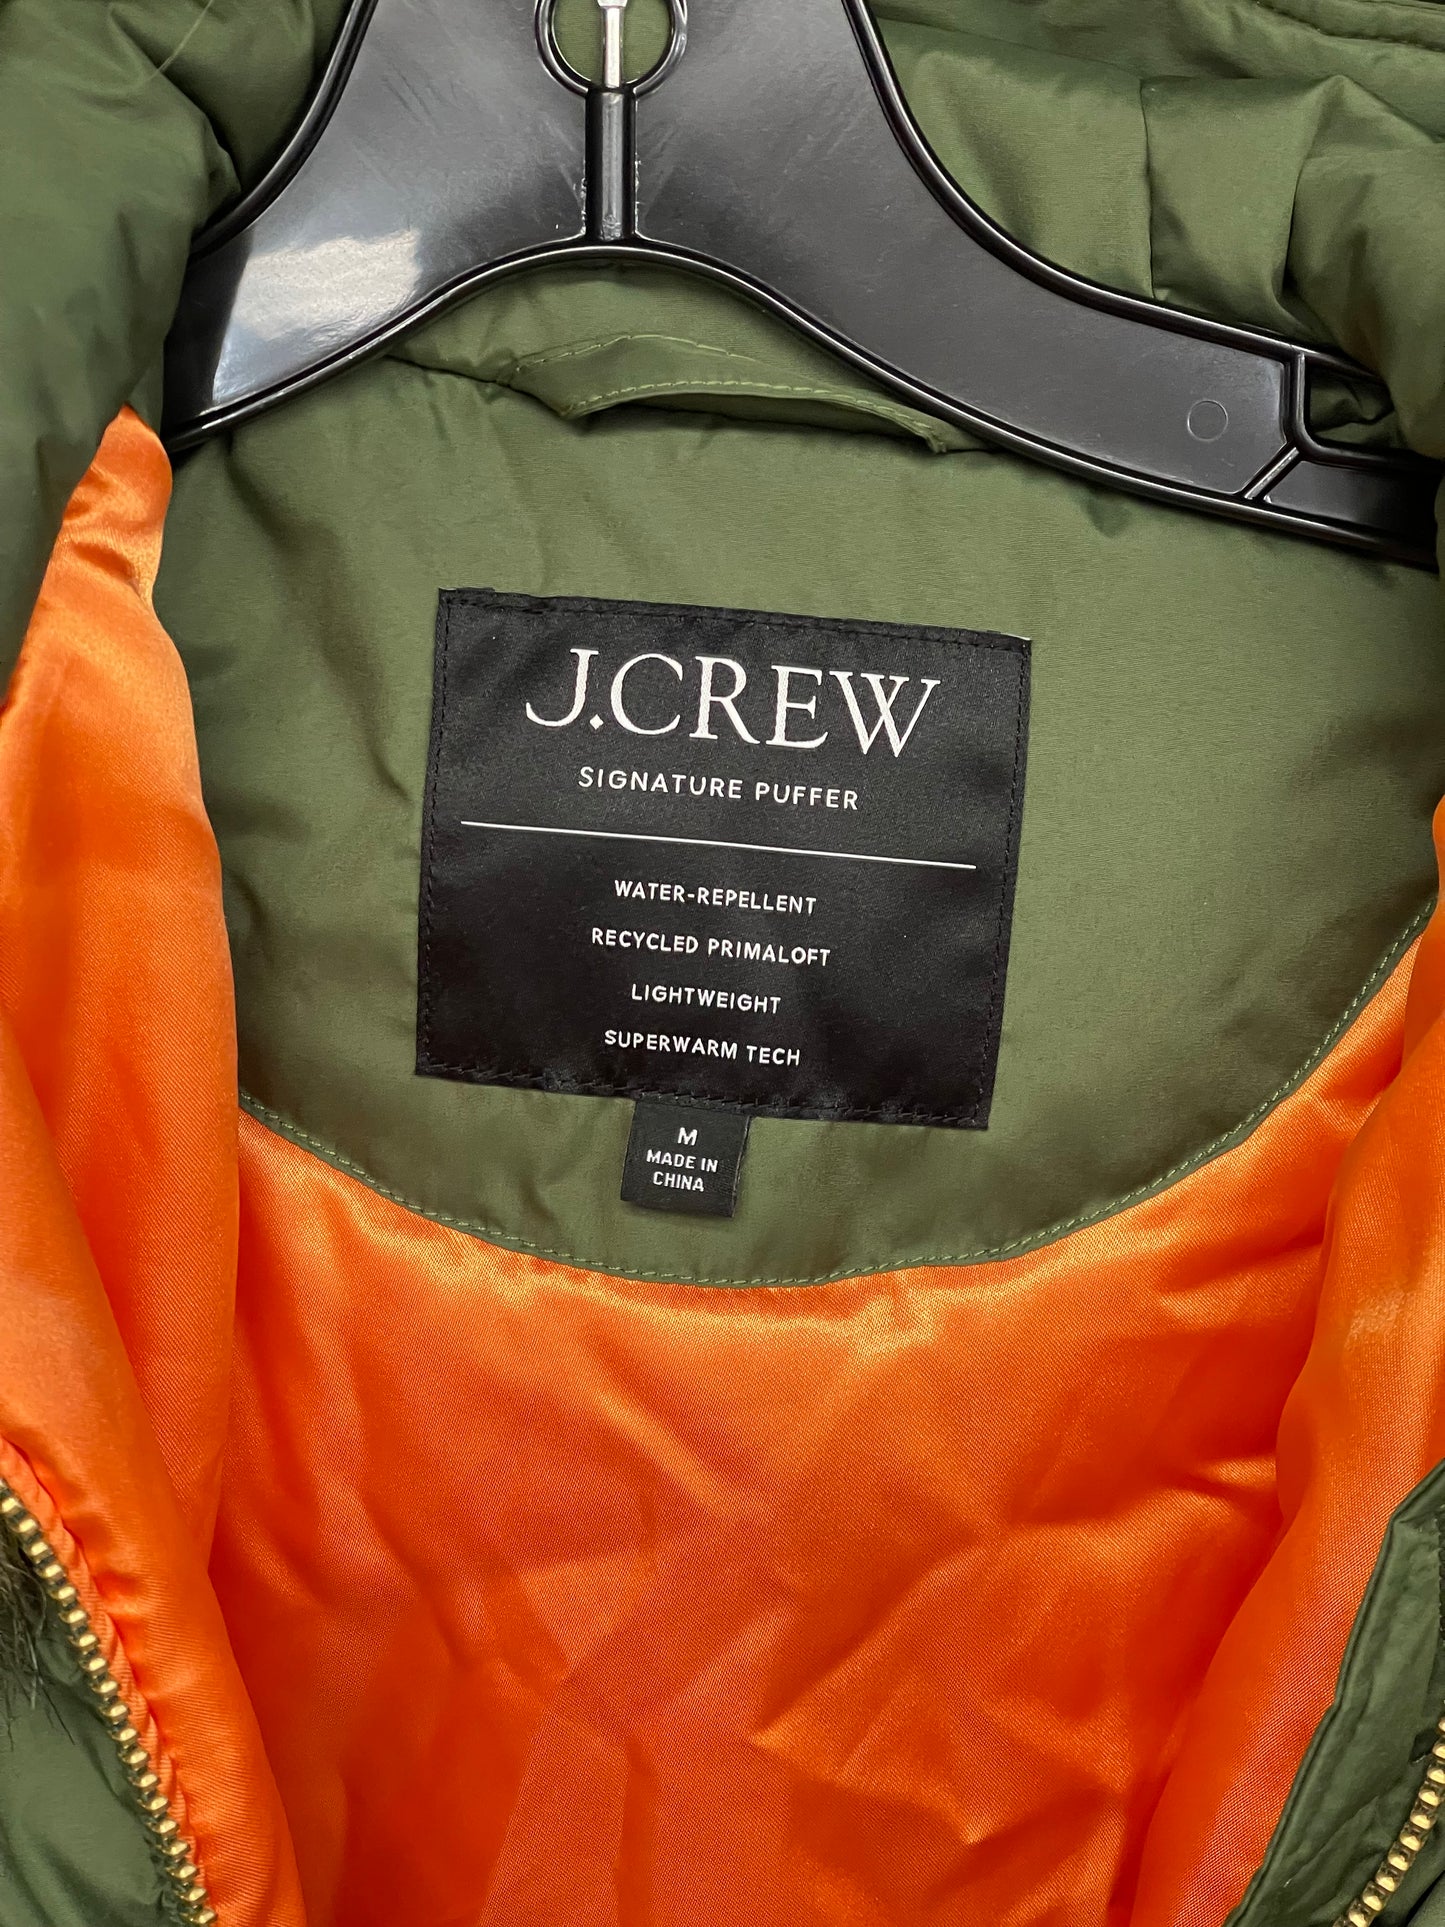 J.CREW
SIGNATURE PUFFER
WATER-REPELLENT
RECYCLED PRIMALOFT
LIGHTWEIGHT
SUPERWARM TECH
M
MADE IN
CHINA